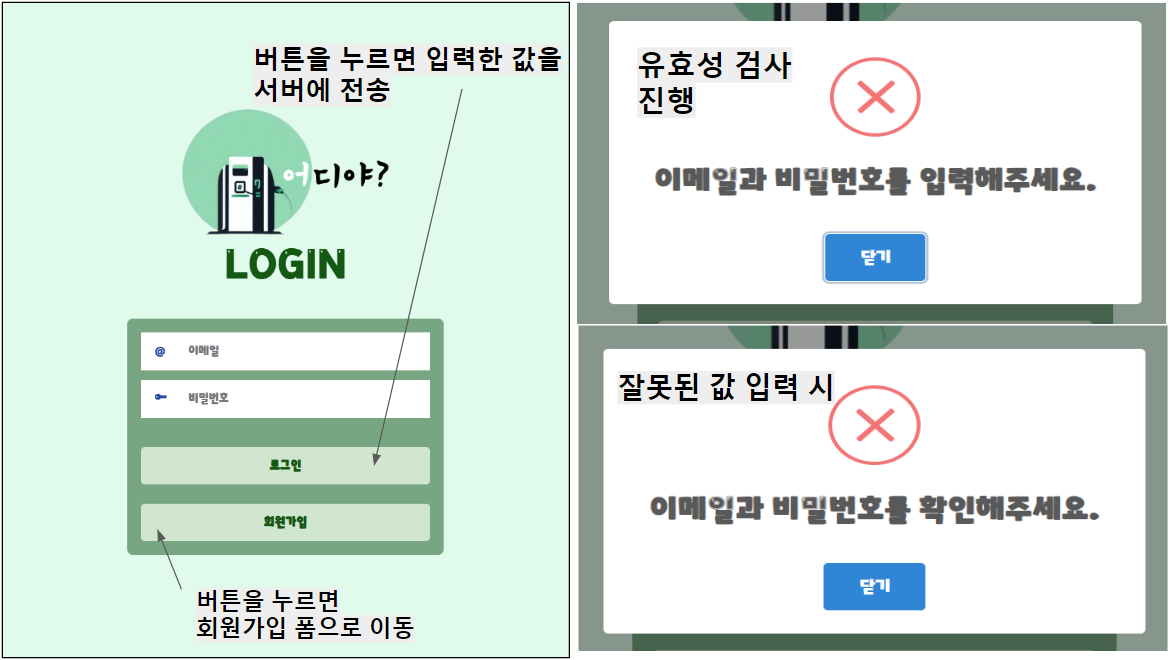 버튼을 누르면 입력한 값을
서버에 전송
어디야?
LOGIN
@ 이메일
비밀번호
로그인
회원가입
버튼을 누르면
회원가입 폼으로 이동
유효성 검사
진행
이메일과 비밀번호를 입력해주세요.
닫기
잘못된 값 입력 시
이메일과 비밀번호를 확인해주세요.
닫기